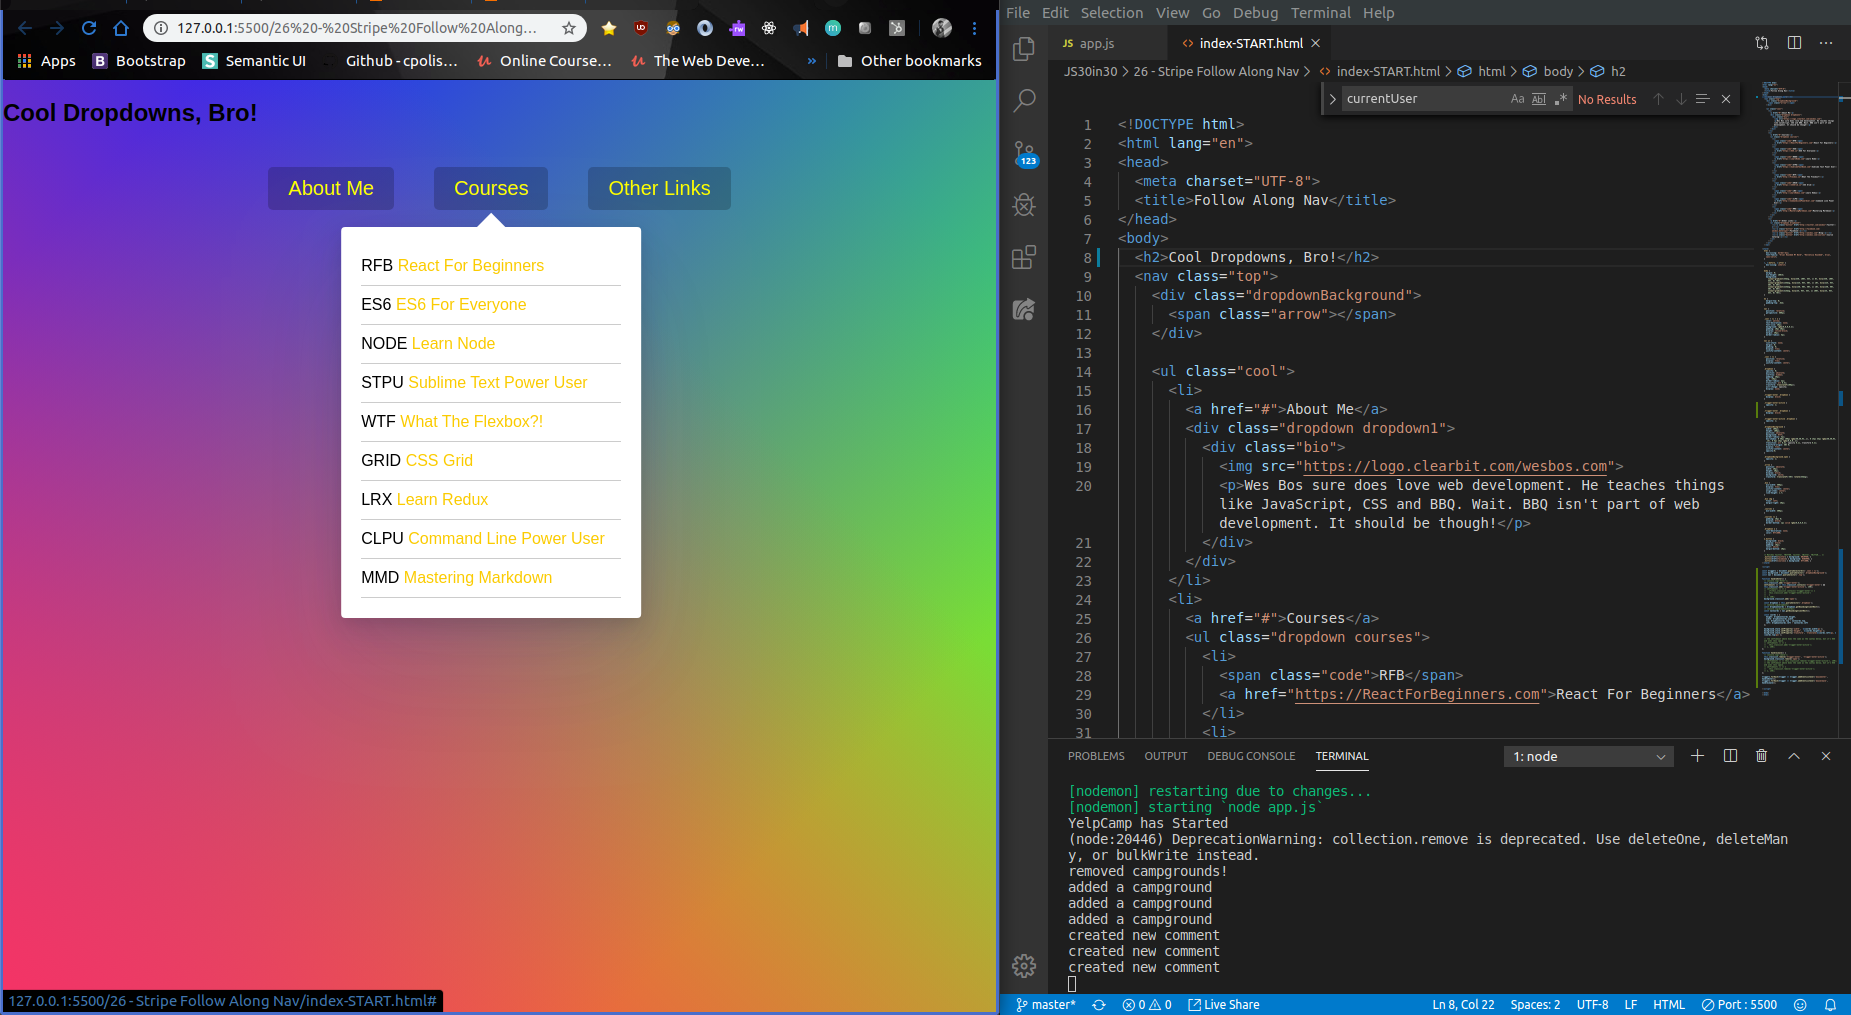 127.0.0.1:5500/26%20-%20Stripe%20Follow%20Along...
Apps
B Bootstrap
S Semantic UI
Github - cpolis...
Online Course...
The Web Deve...
»
Other bookmarks
Cool Dropdowns, Bro!
About Me
Courses
Other Links
RFB React For Beginners
ES6 ES6 For Everyone
NODE Learn Node
STPU Sublime Text Power User
WTF What The Flexbox?!
GRID CSS Grid
LRX Learn Redux
CLPU Command Line Power User
MMD Mastering Markdown
127.0.0.1:5500/26 - Stripe Follow Along Nav/index-START.html#
File Edit Selection View Go Debug Terminal Help
JS app.js
<> index-START.html
JS30in30 > 26 - Stripe Follow Along Nav > <> index-START.html > html > body > h2
currentUser
Aa Abl .* No Results
123
1 <!DOCTYPE html>
2 <html lang="en">
3 <head>
4 <meta charset="UTF-8">
5 <title>Follow Along Nav</title>
6 </head>
7 <body>
8 <h2>Cool Dropdowns, Bro!</h2>
9 <nav class="top">
10 <div class="dropdownBackground">
11 <span class="arrow"></span>
12 </div>
13
14 <ul class="cool">
15 <li>
16 <a href="#">About Me</a>
17 <div class="dropdown dropdown1">
18 <div class="bio">
19 <img src="https://logo.clearbit.com/wesbos.com">
20 <p>Wes Bos sure does love web development. He teaches things
like JavaScript, CSS and BBQ. Wait. BBQ isn't part of web
development. It should be though!</p>
21 </div>
22 </div>
23 </li>
24 <li>
25 <a href="#">Courses</a>
26 <ul class="dropdown courses">
27 <li>
28 <span class="code">RFB</span>
29 <a href="https://ReactForBeginners.com">React For Beginners</a>
30 </li>
31 <li>
PROBLEMS OUTPUT DEBUG CONSOLE TERMINAL
1: node
[nodemon] restarting due to changes...
[nodemon] starting `node app.js`
YelpCamp has Started
(node:20446) DeprecationWarning: collection.remove is deprecated. Use deleteOne, deleteMan
y, or bulkWrite instead.
removed campgrounds!
added a campground
added a campground
added a campground
created new comment
created new comment
created new comment
master*
0
0
Live Share
Ln 8, Col 22
Spaces: 2
UTF-8
LF
HTML
Port : 5500